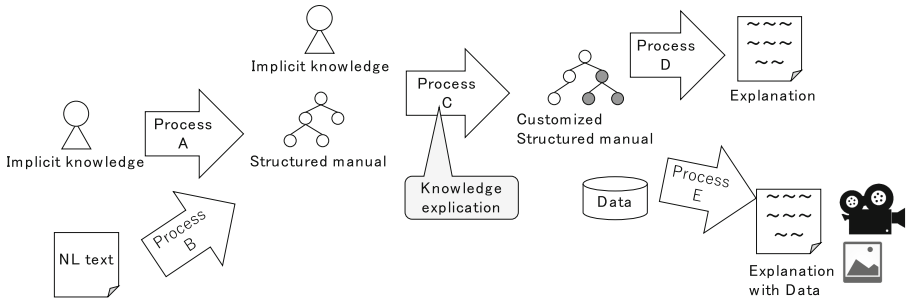 Implicit knowledge
Process
A
NL text
Process
B
Implicit knowledge
Structured manual
Process
C
Knowledge
explication
Customized
Structured manual
Process
D
Explanation
Data
Process
E
Explanation
with Data